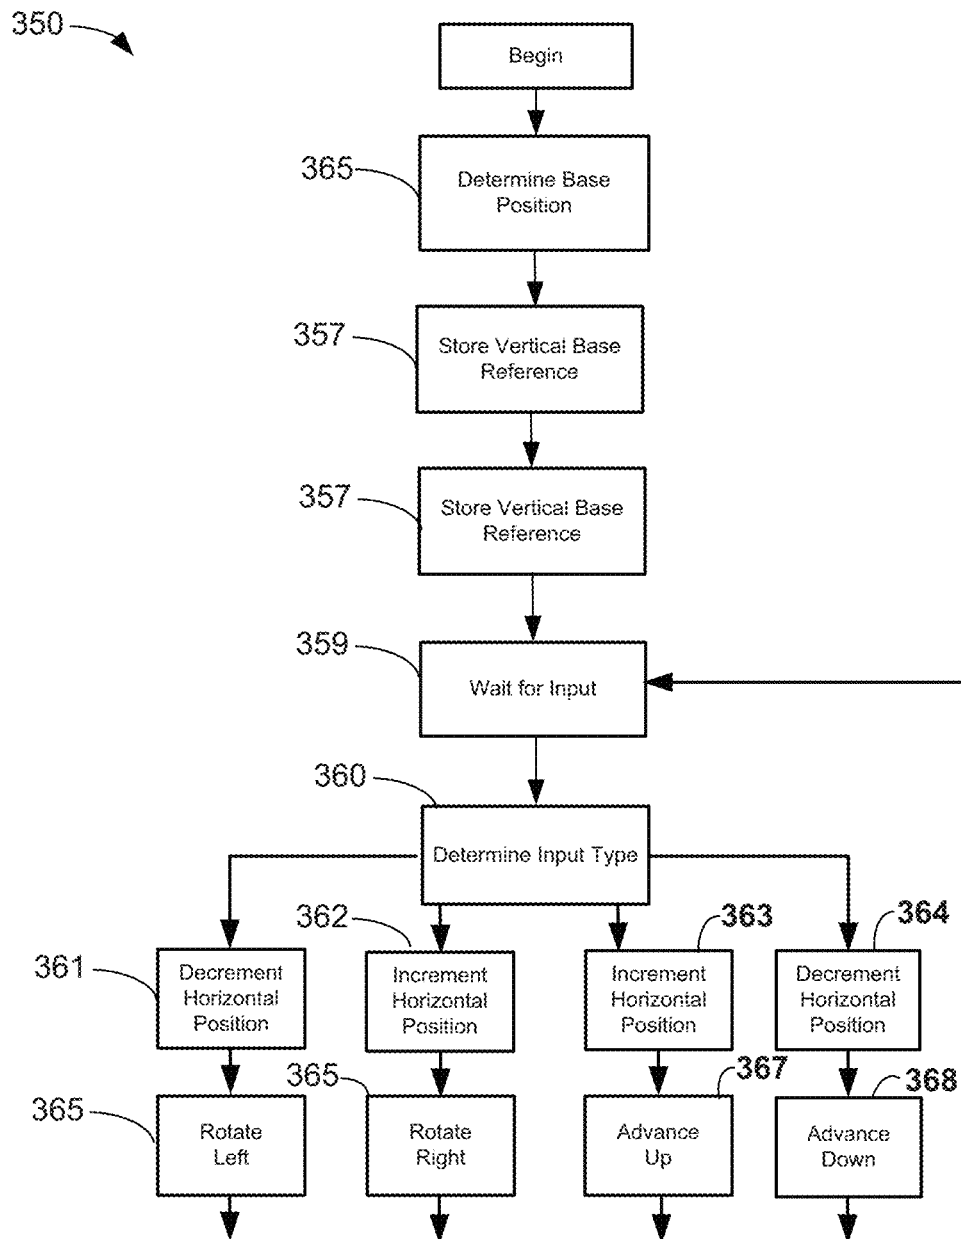 350
Begin
365
Determine Base
Position
357
Store Vertical Base
Reference
357
Store Vertical Base
Reference
359
Wait for Input
360
Determine Input Type
361
Decrement
Horizontal
Position
362
Increment
Horizontal
Position
363
Increment
Horizontal
Position
364
Decrement
Horizontal
Position
365
Rotate
Left
365
Rotate
Right
367
Advance
Up
368
Advance
Down